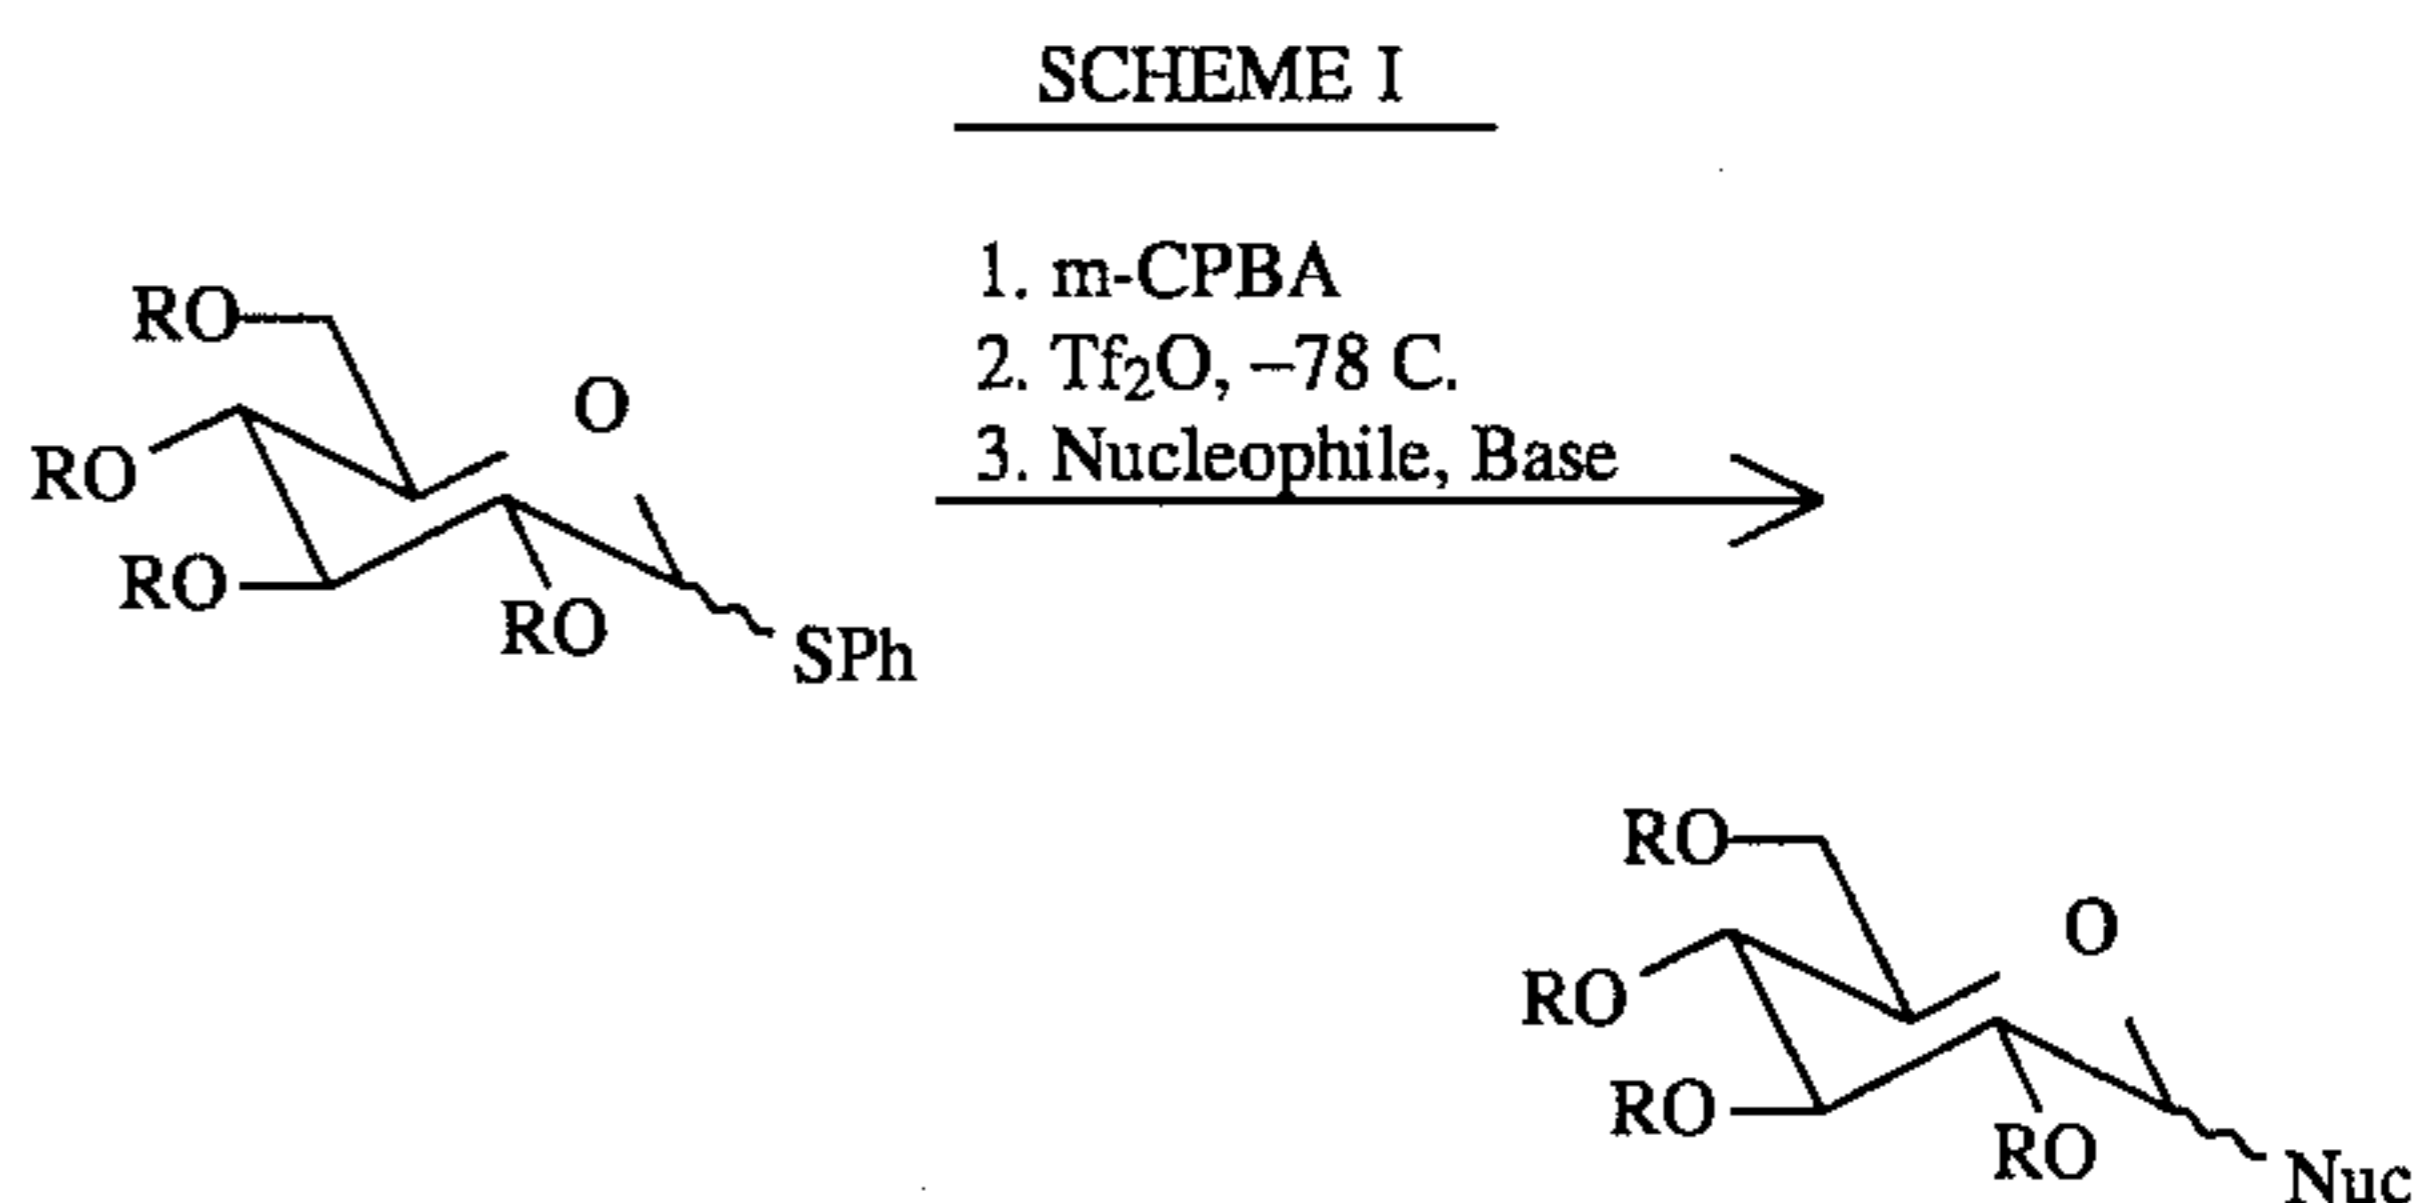 SCHEME I
1. m-CPBA
2. Tf₂O, −78 C.
3. Nucleophile, Base
RO
O
RO
RO
RO
SPh
RO
O
RO
RO
RO
Nuc